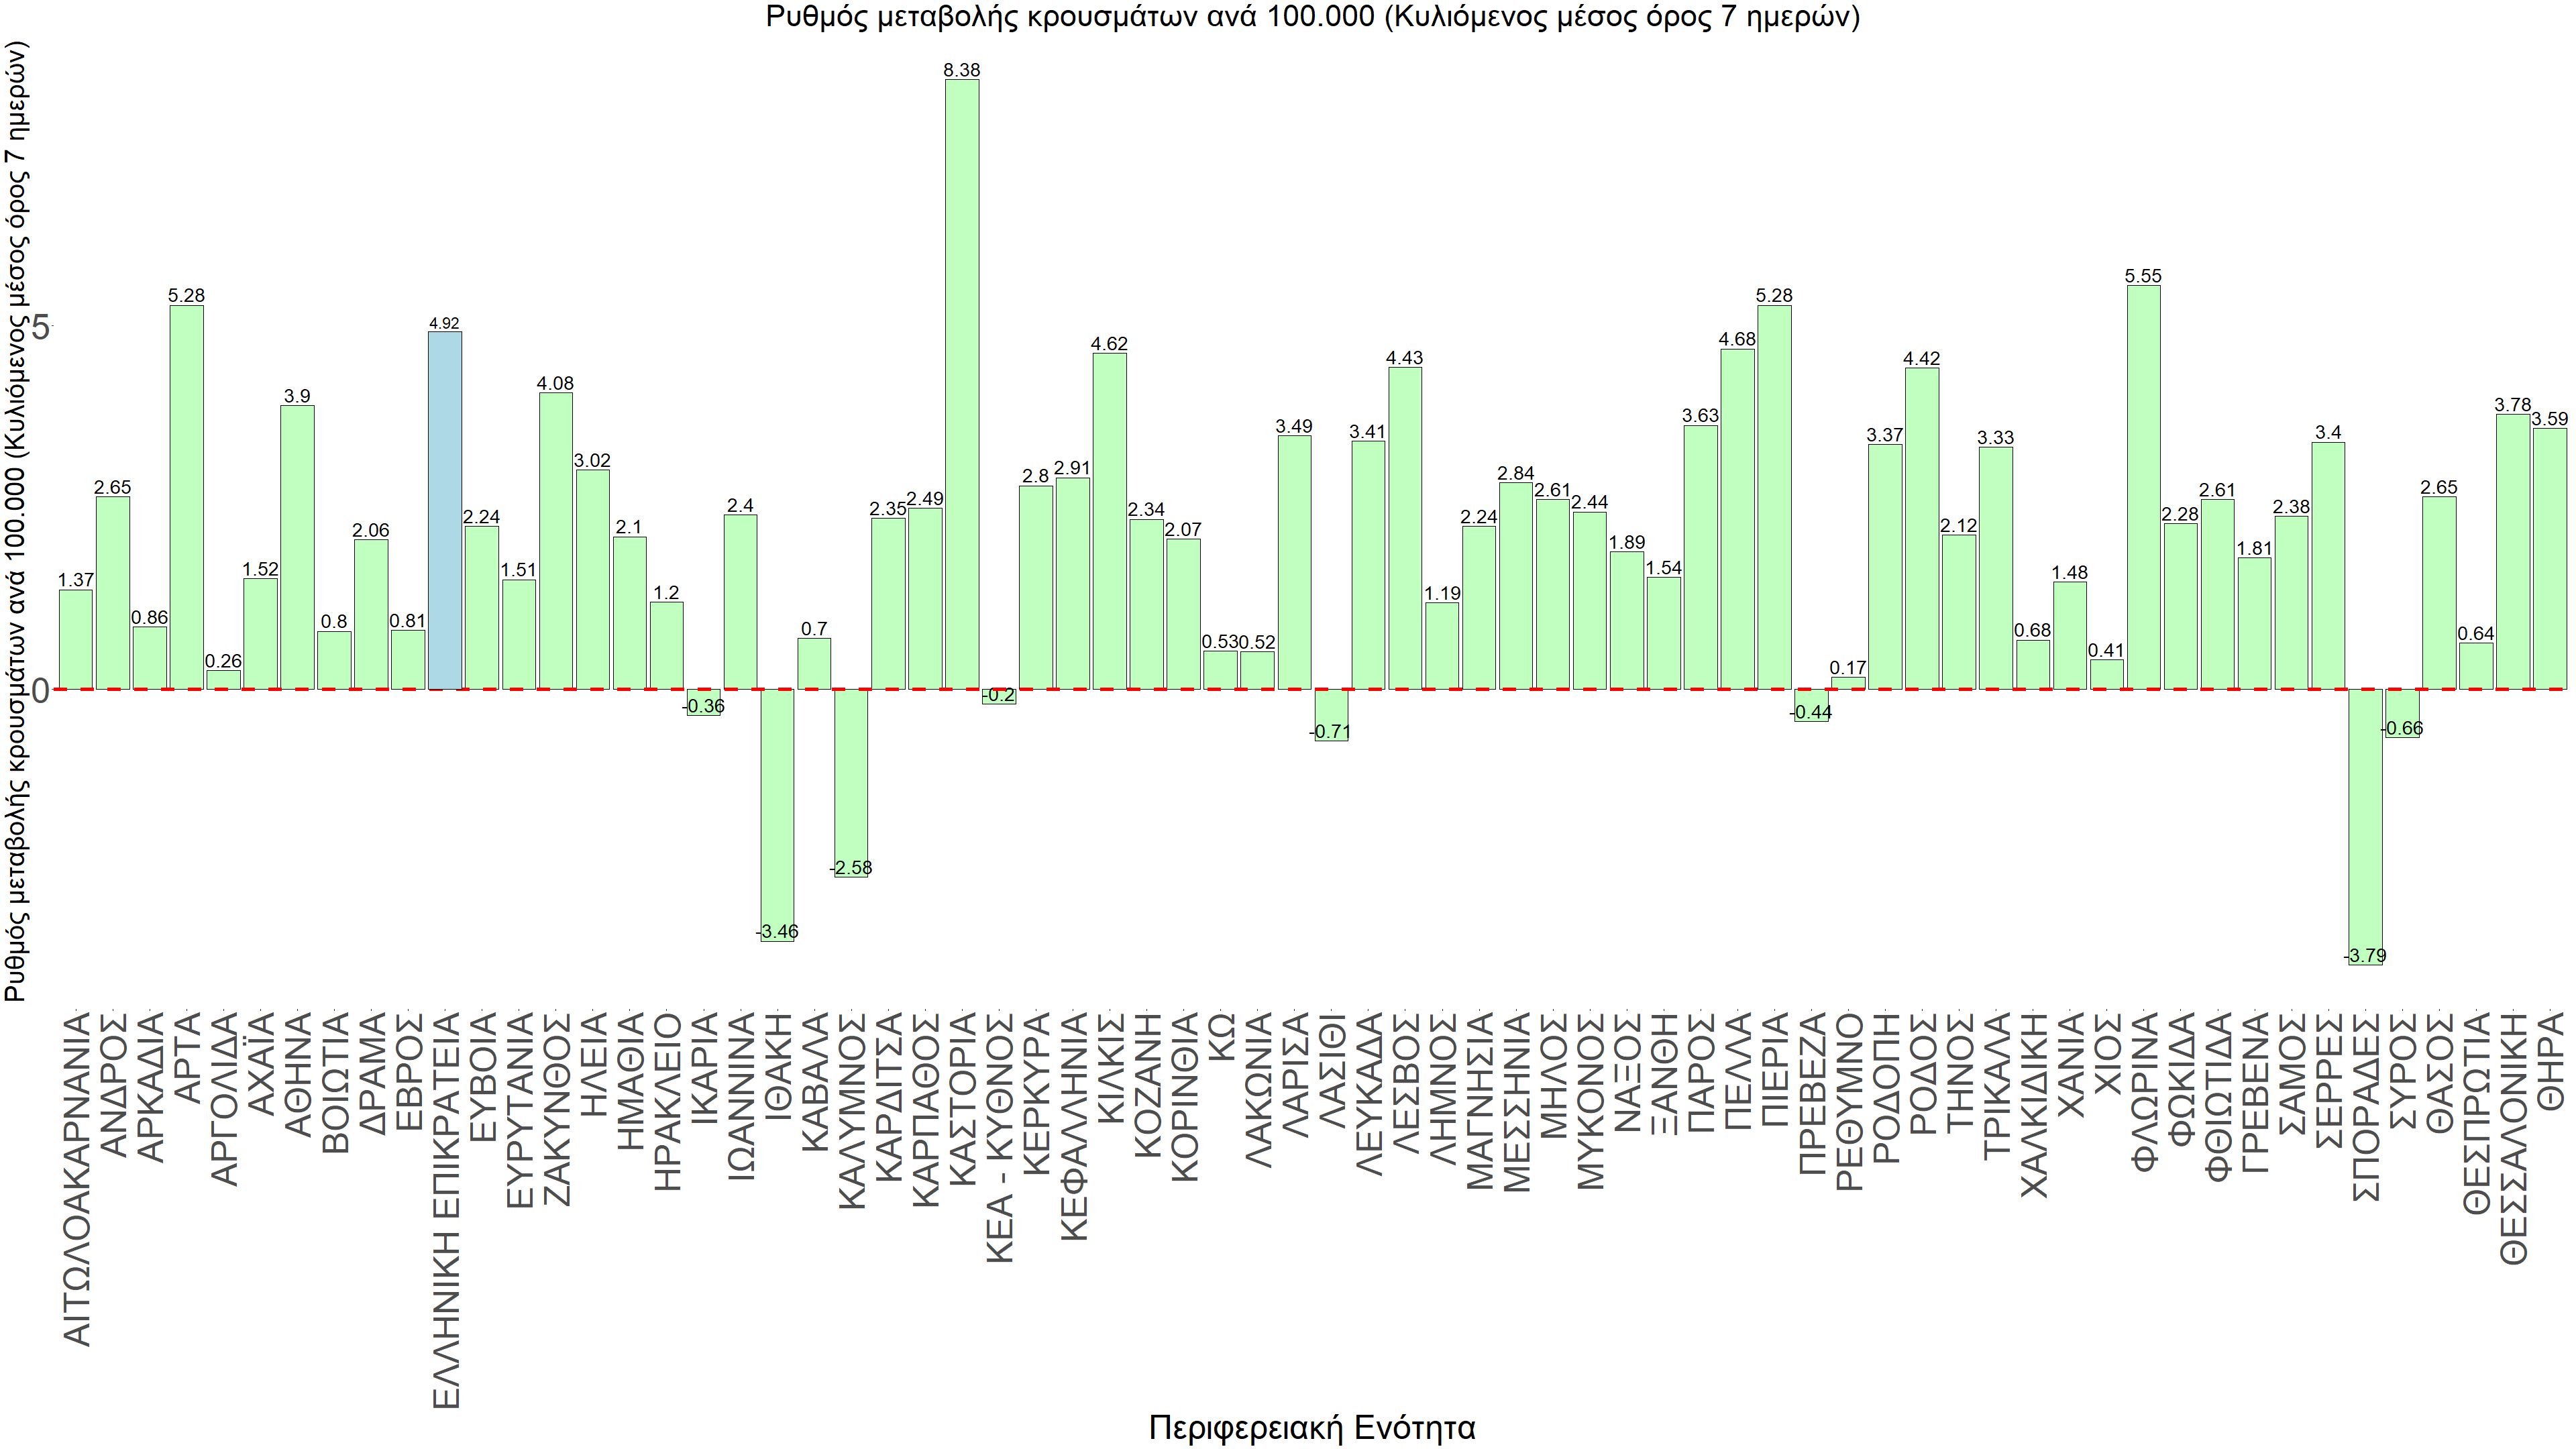 Ρυθμός μεταβολής κρουσμάτων ανά 100.000 (Κυλιόμενος μέσος όρος 7 ημερών)
Ρυθμός μεταβολής κρουσμάτων ανά 100.000 (Κυλιόμενος μέσος όρος 7 ημερών)
5
0
1.37
2.65
0.86
5.28
0.26
1.52
3.9
0.8
2.06
0.81
4.92
2.24
1.51
4.08
3.02
2.1
1.2
-0.36
2.4
-3.46
0.7
-2.58
2.35
2.49
8.38
-0.2
2.8
2.91
4.62
2.34
2.07
0.53
0.52
3.49
-0.71
3.41
4.43
1.19
2.24
2.84
2.61
2.44
1.89
1.54
3.63
4.68
5.28
-0.44
0.17
3.37
4.42
2.12
3.33
0.68
1.48
0.41
5.55
2.28
2.61
1.81
2.38
3.4
-3.79
-0.66
2.65
0.64
3.78
3.59
ΑΙΤΩΛΟΑΚΑΡΝΑΝΙΑ
ΑΝΔΡΟΣ
ΑΡΚΑΔΙΑ
ΑΡΤΑ
ΑΡΓΟΛΙΔΑ
ΑΧΑΪΑ
ΑΘΗΝΑ
ΒΟΙΩΤΙΑ
ΔΡΑΜΑ
ΕΒΡΟΣ
ΕΛΛΗΝΙΚΗ ΕΠΙΚΡΑΤΕΙΑ
ΕΥΒΟΙΑ
ΕΥΡΥΤΑΝΙΑ
ΖΑΚΥΝΘΟΣ
ΗΛΕΙΑ
ΗΜΑΘΙΑ
ΗΡΑΚΛΕΙΟ
ΙΚΑΡΙΑ
ΙΩΑΝΝΙΝΑ
ΙΘΑΚΗ
ΚΑΒΑΛΑ
ΚΑΛΥΜΝΟΣ
ΚΑΡΔΙΤΣΑ
ΚΑΡΠΑΘΟΣ
ΚΑΣΤΟΡΙΑ
ΚΕΑ - ΚΥΘΝΟΣ
ΚΕΡΚΥΡΑ
ΚΕΦΑΛΛΗΝΙΑ
ΚΙΛΚΙΣ
ΚΟΖΑΝΗ
ΚΟΡΙΝΘΙΑ
ΚΩ
ΛΑΚΩΝΙΑ
ΛΑΡΙΣΑ
ΛΑΣΙΘΙ
ΛΕΥΚΑΔΑ
ΛΕΣΒΟΣ
ΛΗΜΝΟΣ
ΜΑΓΝΗΣΙΑ
ΜΕΣΣΗΝΙΑ
ΜΗΛΟΣ
ΜΥΚΟΝΟΣ
ΝΑΞΟΣ
ΞΑΝΘΗ
ΠΑΡΟΣ
ΠΕΛΛΑ
ΠΙΕΡΙΑ
ΠΡΕΒΕΖΑ
ΡΕΘΥΜΝΟ
ΡΟΔΟΠΗ
ΡΟΔΟΣ
ΤΗΝΟΣ
ΤΡΙΚΑΛΑ
ΧΑΛΚΙΔΙΚΗ
ΧΑΝΙΑ
ΧΙΟΣ
ΦΛΩΡΙΝΑ
ΦΩΚΙΔΑ
ΦΘΙΩΤΙΔΑ
ΓΡΕΒΕΝΑ
ΣΑΜΟΣ
ΣΕΡΡΕΣ
ΣΠΟΡΑΔΕΣ
ΣΥΡΟΣ
ΘΑΣΟΣ
ΘΕΣΠΡΩΤΙΑ
ΘΕΣΣΑΛΟΝΙΚΗ
ΘΗΡΑ
Περιφερειακή Ενότητα